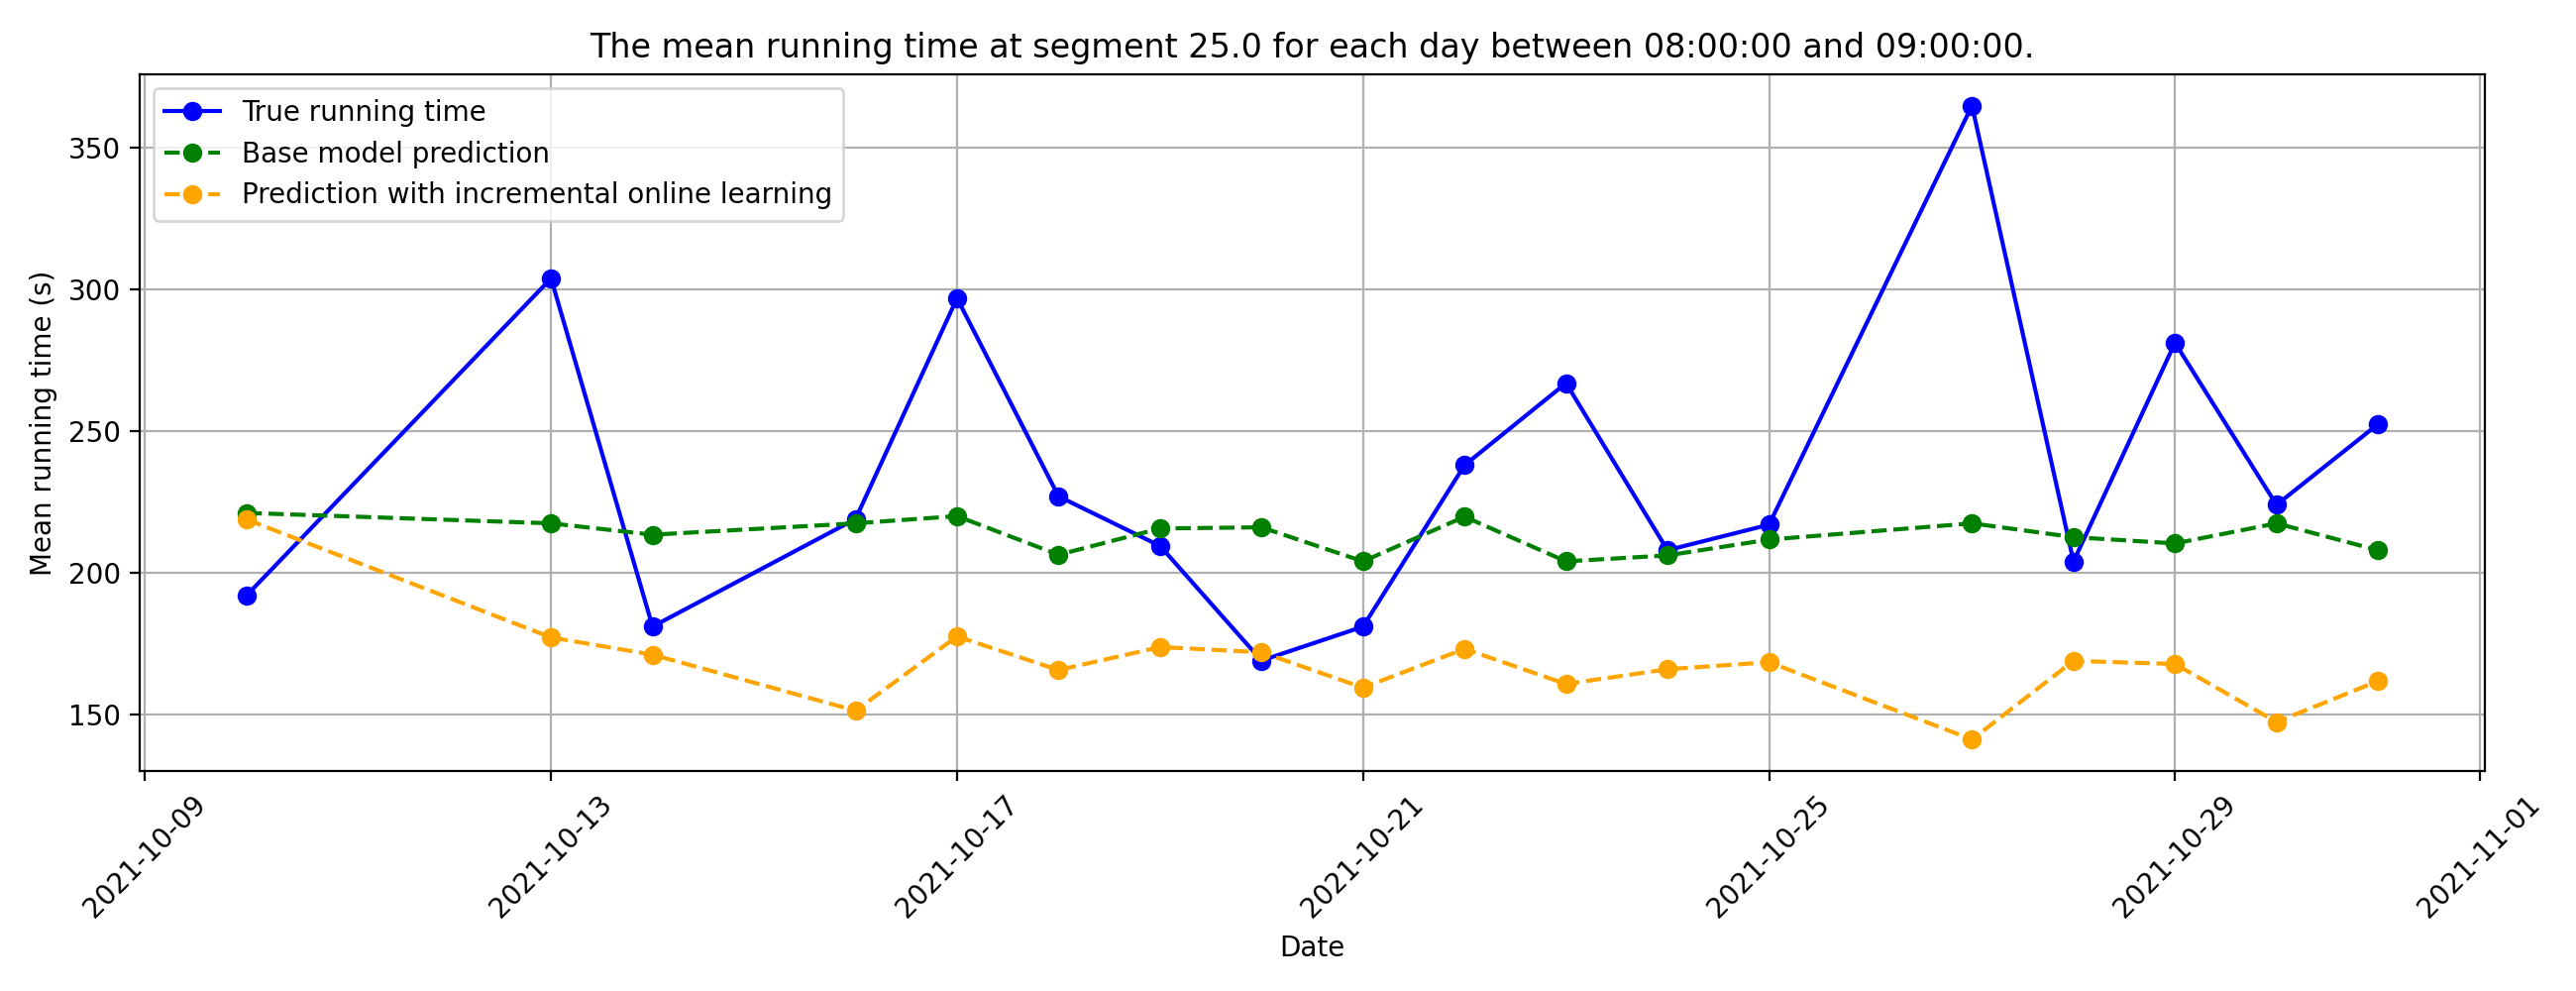 The mean running time at segment 25.0 for each day between 08:00:00 and 09:00:00.
True running time
Base model prediction
Prediction with incremental online learning
Mean running time (s)
350
300
250
200
150
2021-10-09
2021-10-13
2021-10-17
2021-10-21
2021-10-25
2021-10-29
2021-11-01
Date